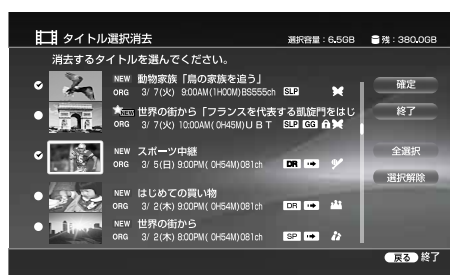 タイトル選択消去 選択容量：6.5GB 残：380.0GB
消去するタイトルを選んでください。
NEW 動物家族「鳥の家族を追う」
ORG 3/ 7(火) 9:00AM(1H00M)BS555ch SLP
NEW 世界の街から「フランスを代表する凱旋門をはじ
ORG 3/ 7(火) 10:00AM( 0H45M)U B T SLP GG
NEW スポーツ中継
ORG 3/ 5(日) 9:00PM( 0H54M)081ch DR
NEW はじめての買い物
ORG 3/ 2(木) 9:00PM( 0H54M)081ch DR
NEW 世界の街から
ORG 3/ 2(木) 8:00PM( 0H54M)081ch SP
確定
終了
全選択
選択解除
戻る 終了